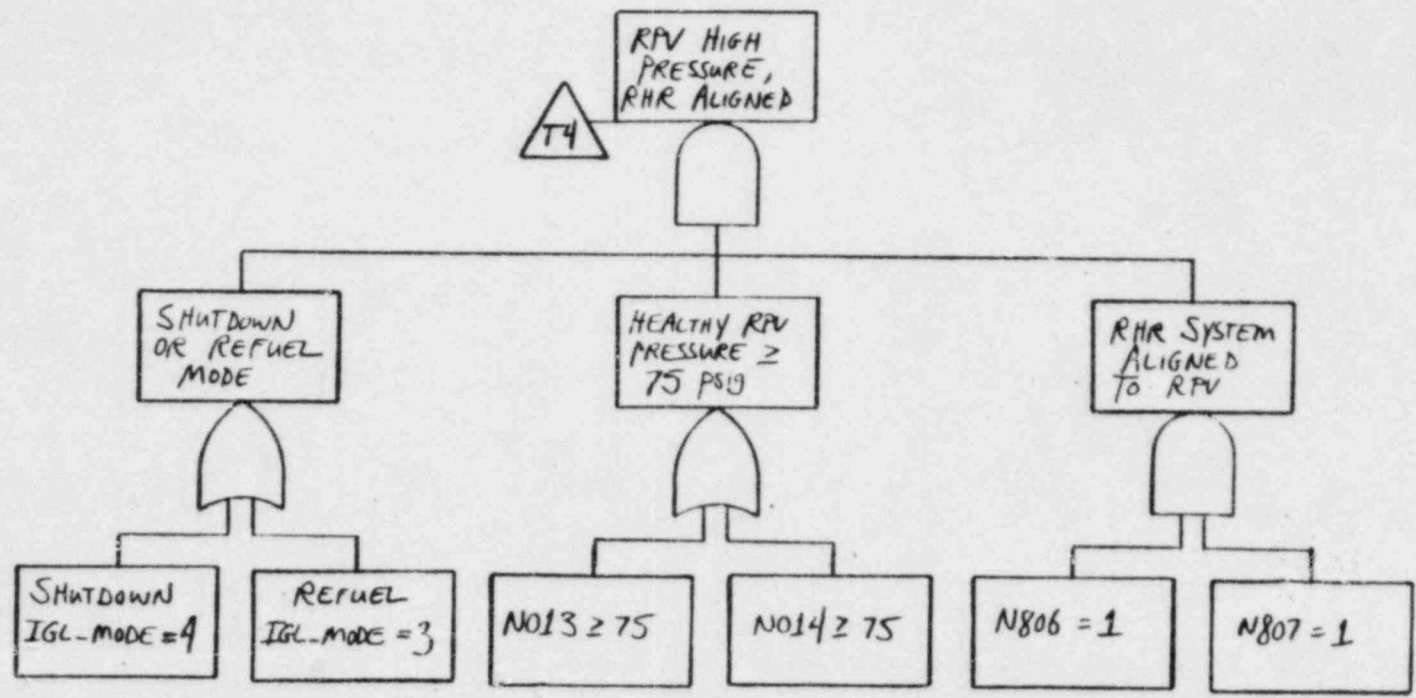 RPV HIGH
PRESSURE,
RHR ALIGNED
T4
SHUTDOWN
OR REFUEL
MODE
HEALTHY RPV
PRESSURE ≥
75 psig
RHR SYSTEM
ALIGNED
TO RPV
SHUTDOWN
IGL-MODE=4
REFUEL
IGL-MODE=3
N013 ≥ 75
N014 ≥ 75
N806 = 1
N807 = 1